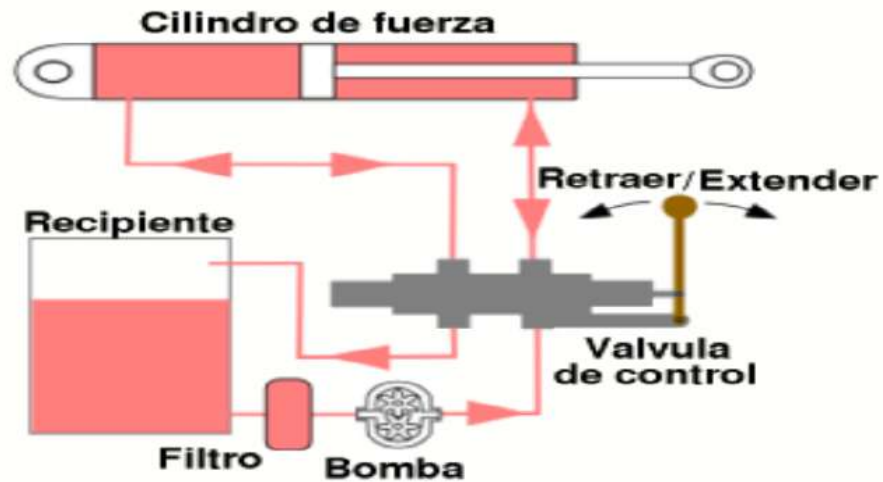 Cilindro de fuerza
Retraer/Extender
Recipiente
Valvula
de control
Filtro
Bomba